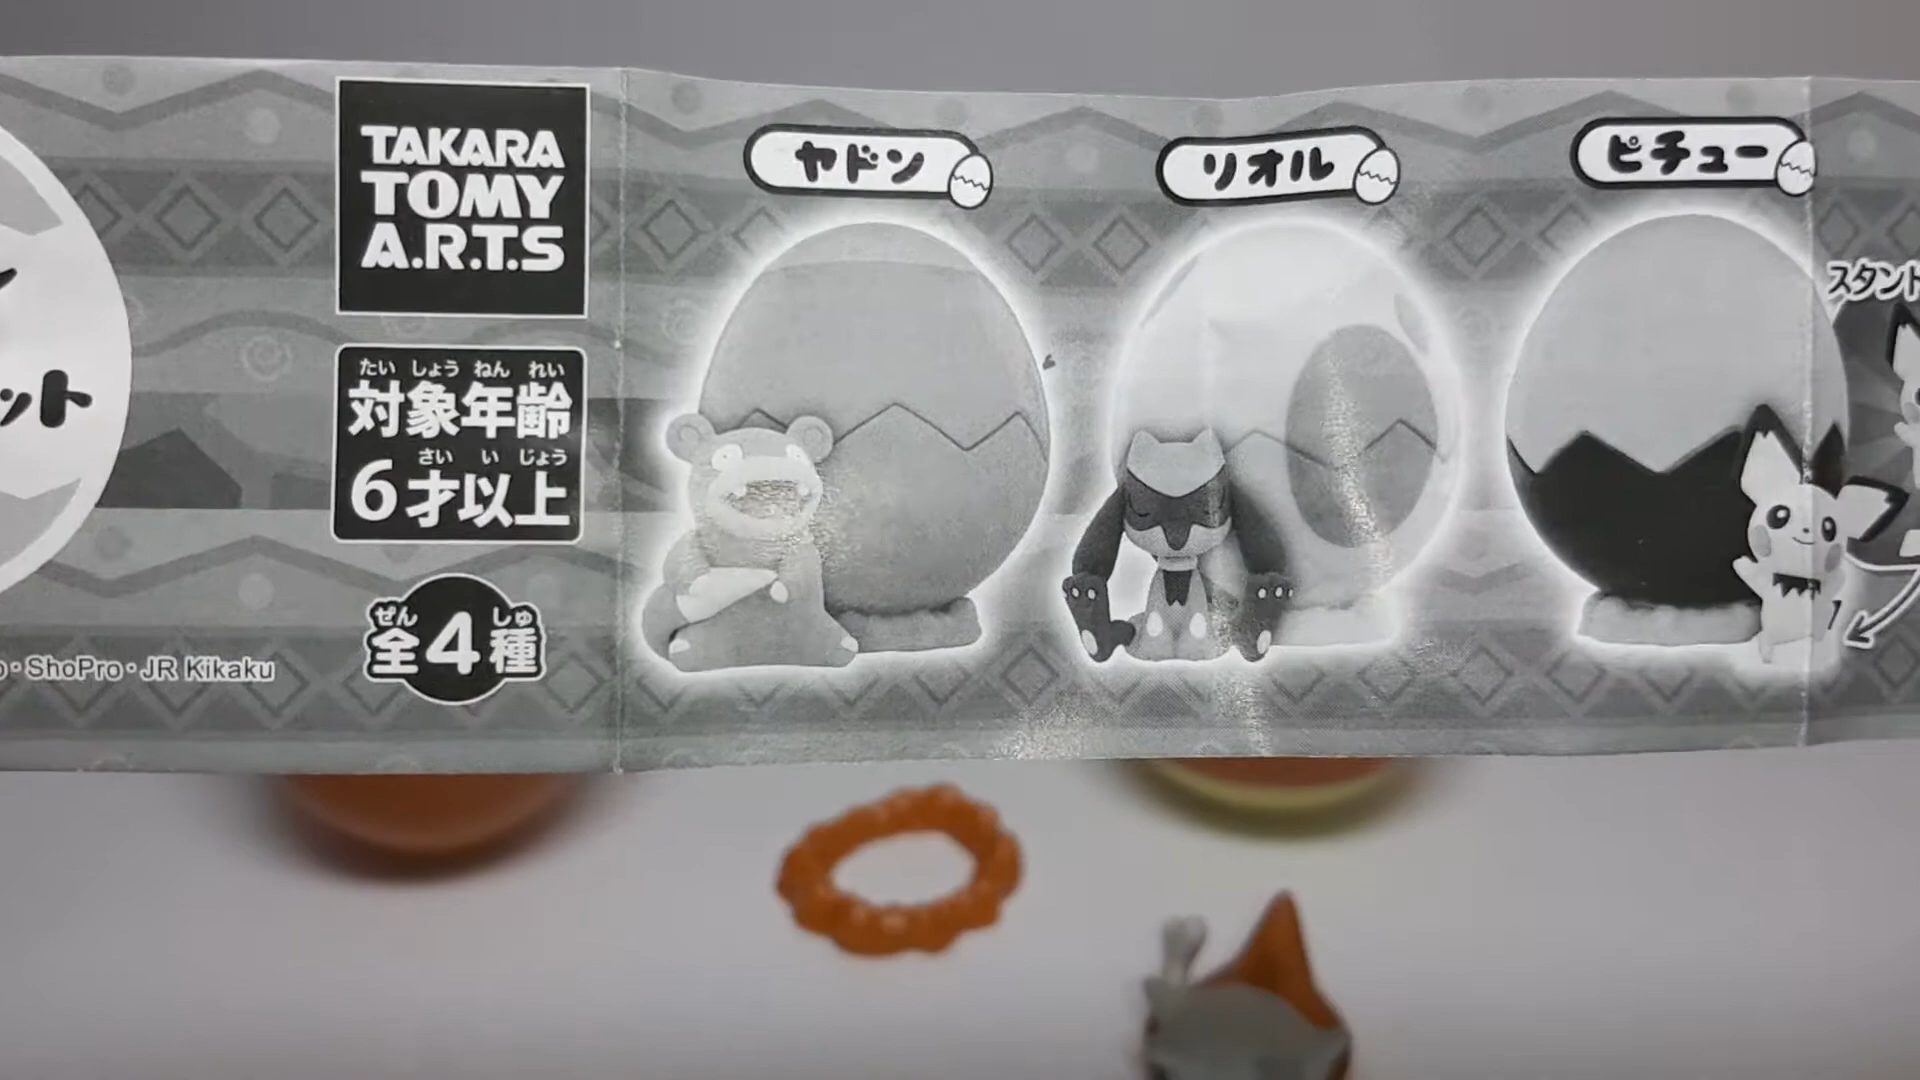 ット
ShoPro・JR Kikaku
TAKARA
TOMY
A.R.T.S
たいしょうねんれい
対象年齢
さいいじょう
6才以上
ぜんしゅ
全4種
ヤドン
リオル
ピチュー
スタント